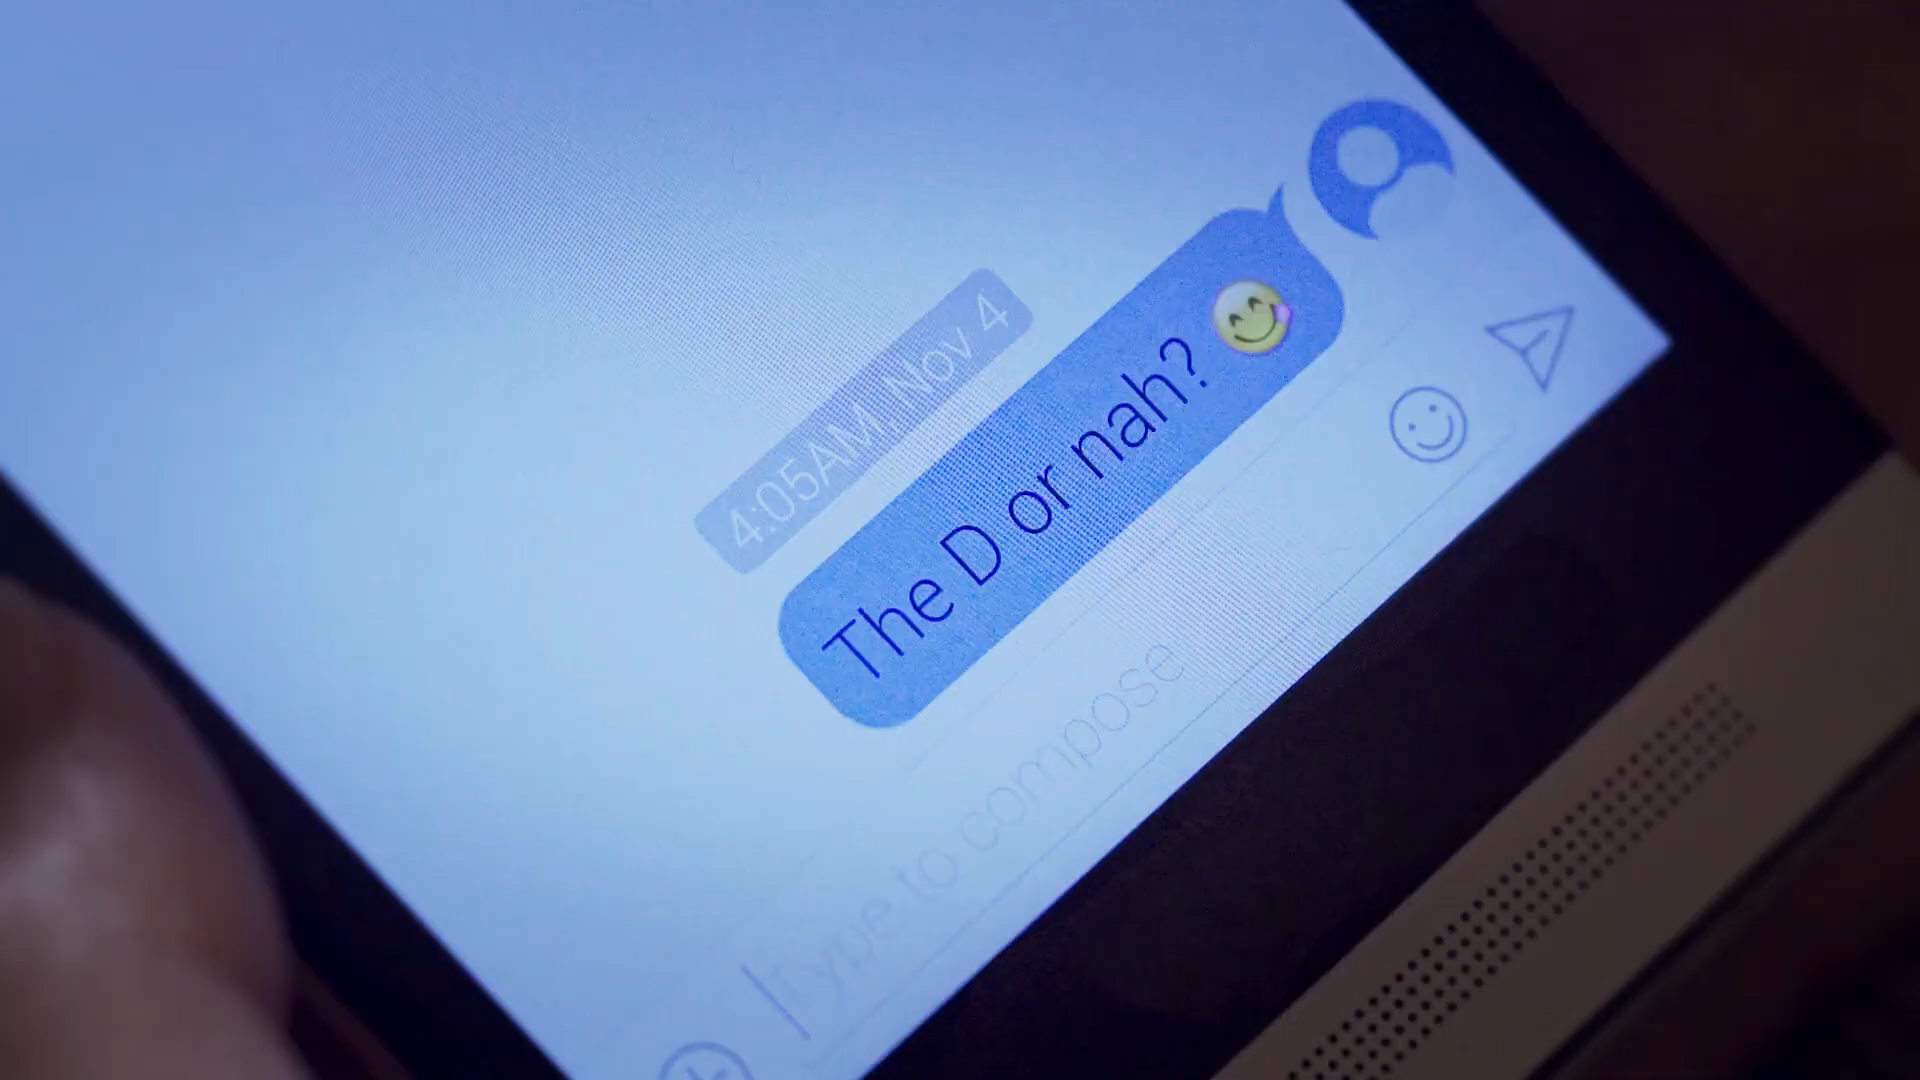 4:05AM, Nov 4
The D or nah? 😋
Type to compose